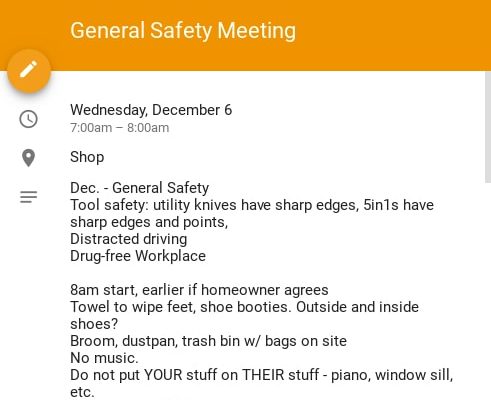 General Safety Meeting
Wednesday, December 6
7:00am – 8:00am
Shop
Dec. - General Safety
Tool safety: utility knives have sharp edges, 5in1s have
sharp edges and points,
Distracted driving
Drug-free Workplace
8am start, earlier if homeowner agrees
Towel to wipe feet, shoe booties. Outside and inside
shoes?
Broom, dustpan, trash bin w/ bags on site
No music.
Do not put YOUR stuff on THEIR stuff - piano, window sill,
etc.